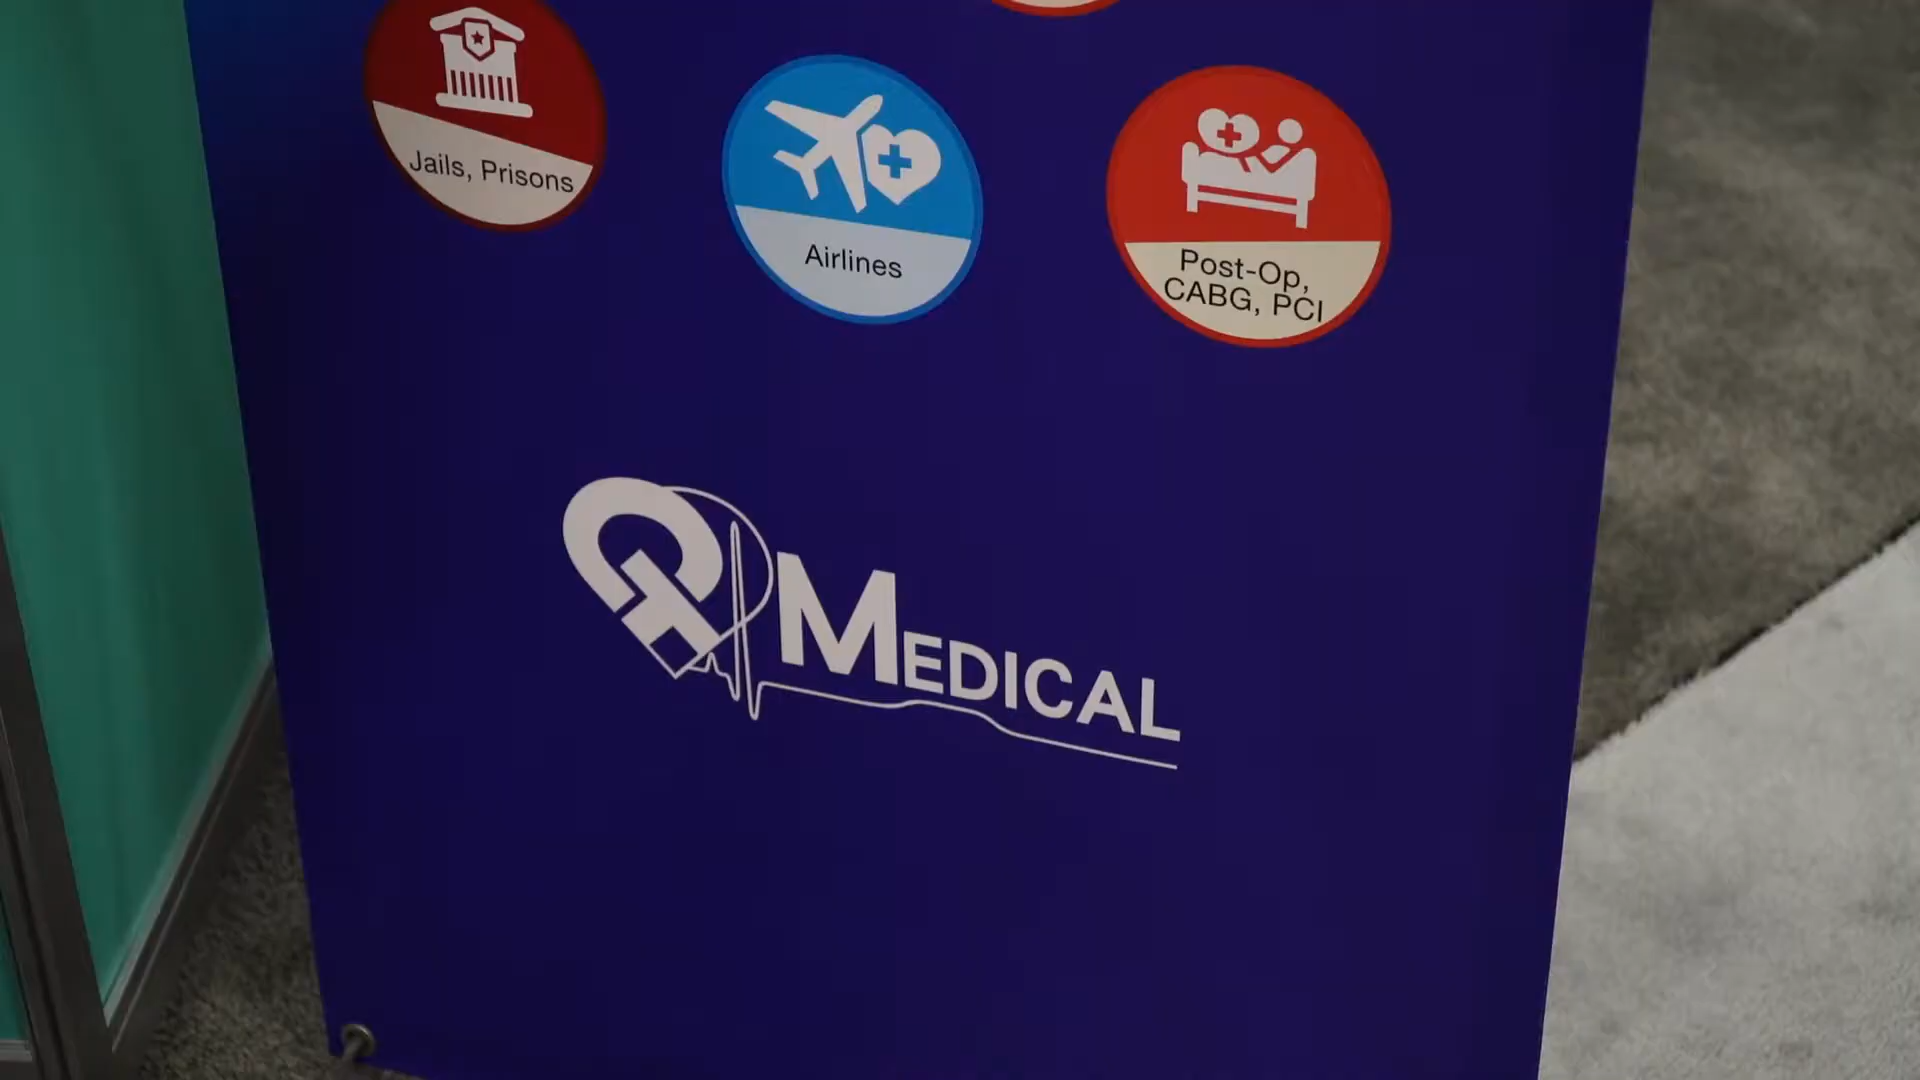 Jails, Prisons
Airlines
Post-Op,
CABG, PCI
MEDICAL